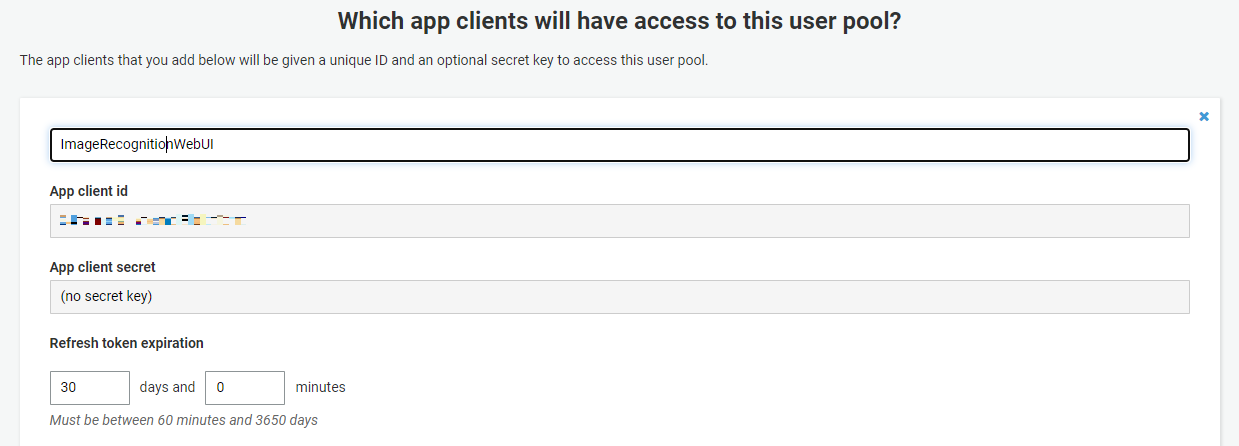 Which app clients will have access to this user pool?
The app clients that you add below will be given a unique ID and an optional secret key to access this user pool.
ImageRecognitionWebUI
App client id
App client secret
(no secret key)
Refresh token expiration
30 days and 0 minutes
Must be between 60 minutes and 3650 days